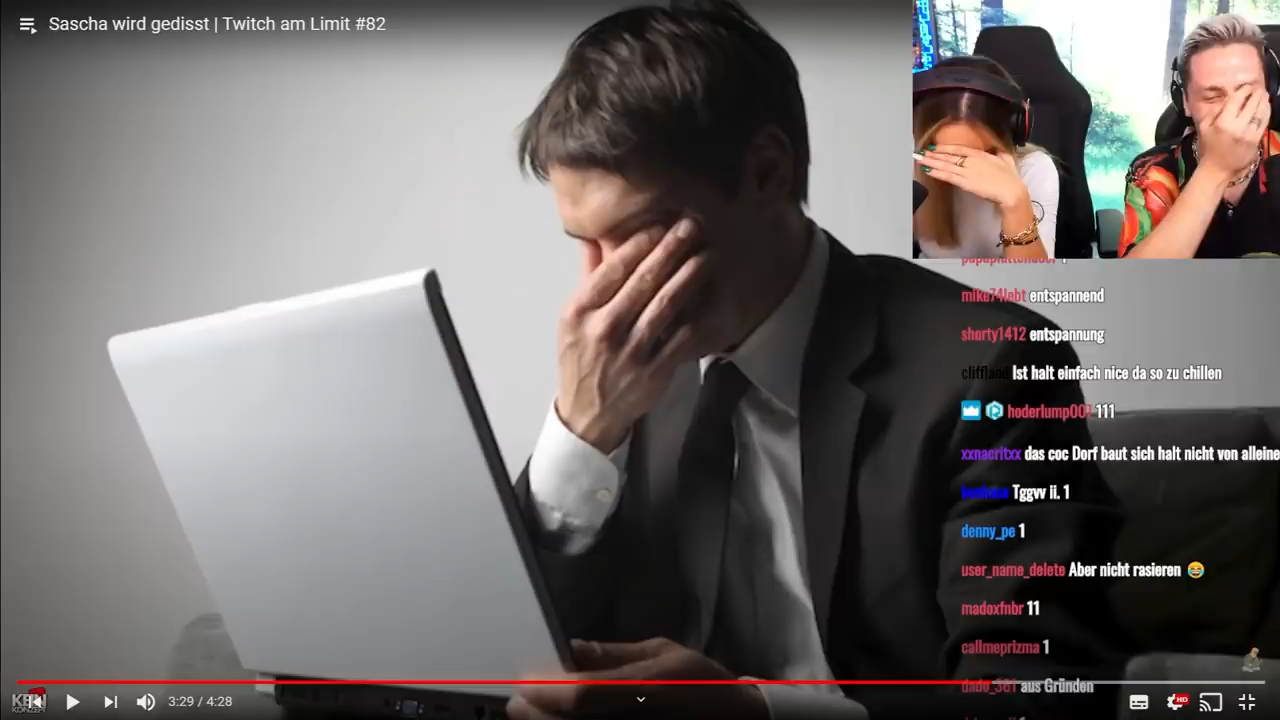 Sascha wird gedisst | Twitch am Limit #82
mike74lebt entspannend
shorty1412 entspannung
Ist halt einfach nice da so zu chillen
111
xxnacritxx das coc Dorf baut sich halt nicht von alleine
Tggvv ii. 1
denny_pe 1
user_name_delete Aber nicht rasieren 😂
madoxfnbr 11
callmeprizma 1
dado_361 aus Gründen
3:29 / 4:28
HD